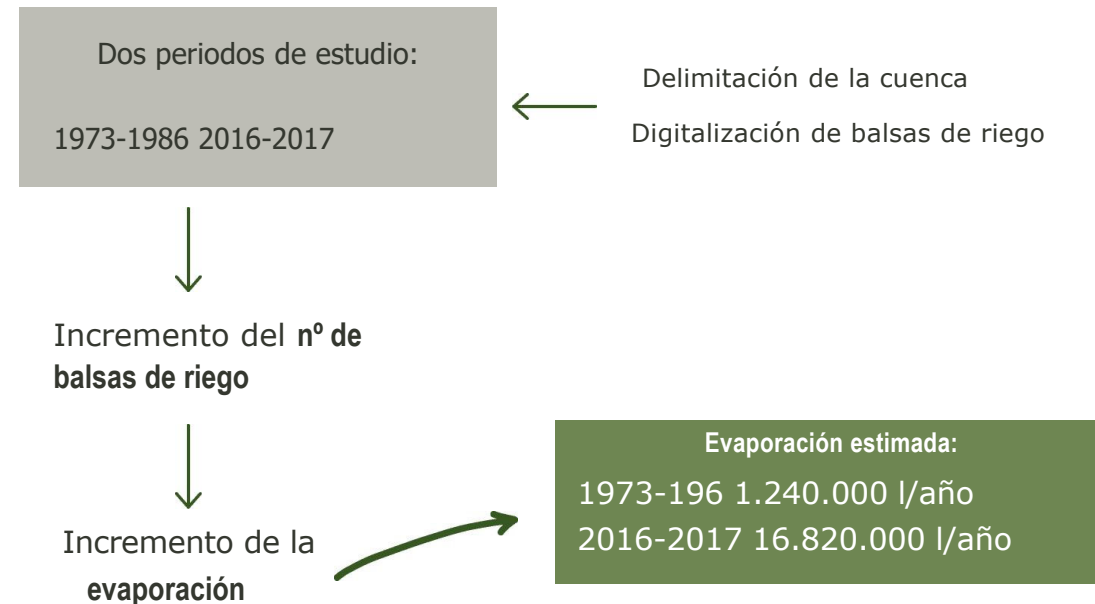 Dos periodos de estudio:
1973-1986 2016-2017
Delimitación de la cuenca
Digitalización de balsas de riego
Incremento del nº de
balsas de riego
Incremento de la
evaporación
Evaporación estimada:
1973-196 1.240.000 l/año
2016-2017 16.820.000 l/año